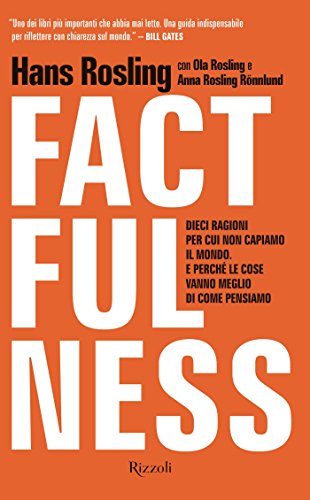 "Uno dei libri più importanti che abbia mai letto. Una guida indispensabile
per riflettere con chiarezza sul mondo." – BILL GATES
Hans Rosling con Ola Rosling e
Anna Rosling Rönnlund
FACT
FUL
NESS
DIECI RAGIONI
PER CUI NON CAPIAMO
IL MONDO.
E PERCHÉ LE COSE
VANNO MEGLIO
DI COME PENSIAMO
Rizzoli